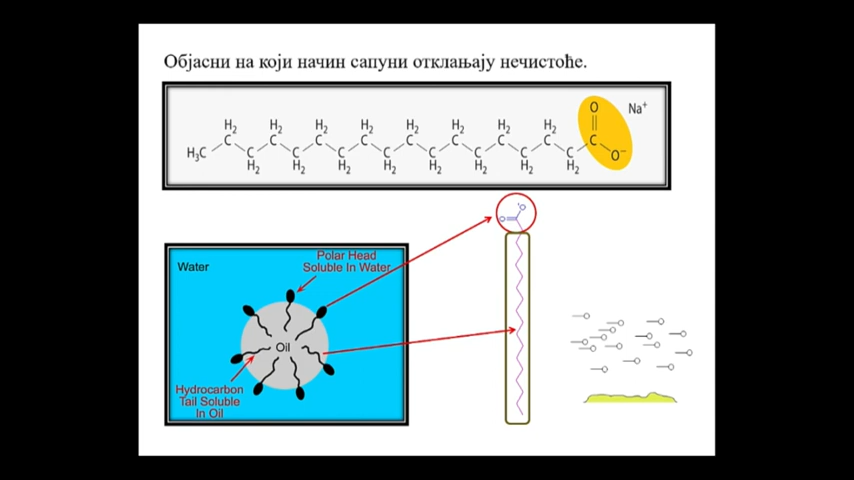 Објасни на који начин сапуни отклањају нечистоће.
H₂ H₂ H₂ H₂ H₂ H₂ H₂ H₂ O Na⁺
H₃C C C C C C C C C C
C C C C C C C C O⁻
H₂ H₂ H₂ H₂ H₂ H₂ H₂ H₂
Water
Polar Head
Soluble In Water
Oil
Hydrocarbon
Tail Soluble
In Oil
O
O